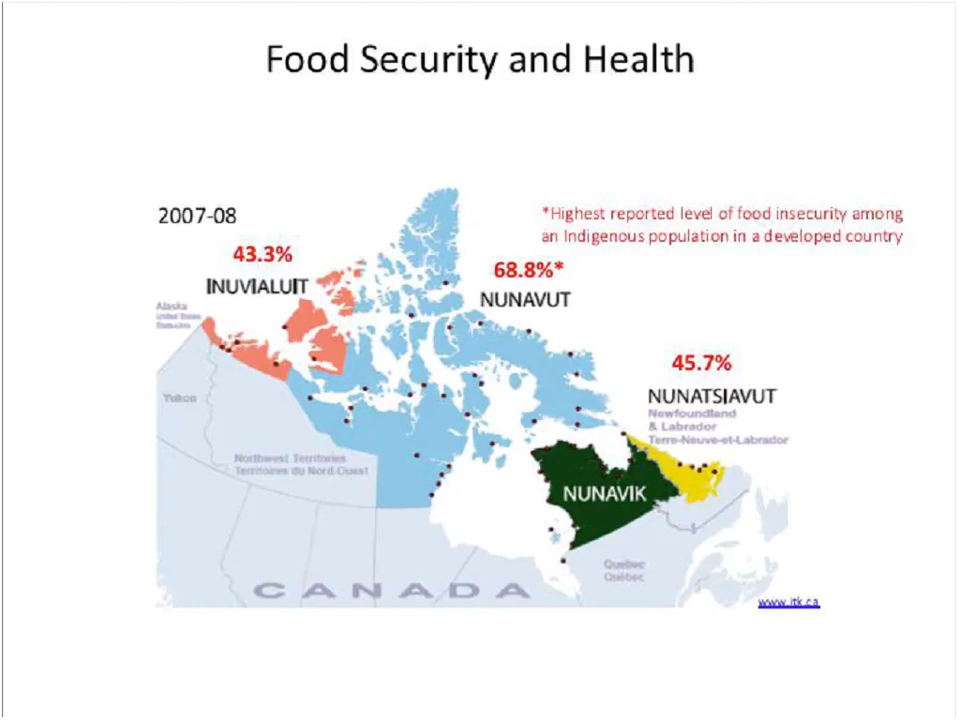 Food Security and Health
2007-08
*Highest reported level of food insecurity among
an Indigenous population in a developed country
43.3%
INUVIALUIT
68.8%*
NUNAVUT
Alaska
United States
États-Unis
45.7%
NUNATSIAVUT
Newfoundland
& Labrador
Terre-Neuve-et-Labrador
Yukon
Northwest Territories
Territoires du Nord-Ouest
NUNAVIK
Quebec
Québec
CANADA
www.itk.ca